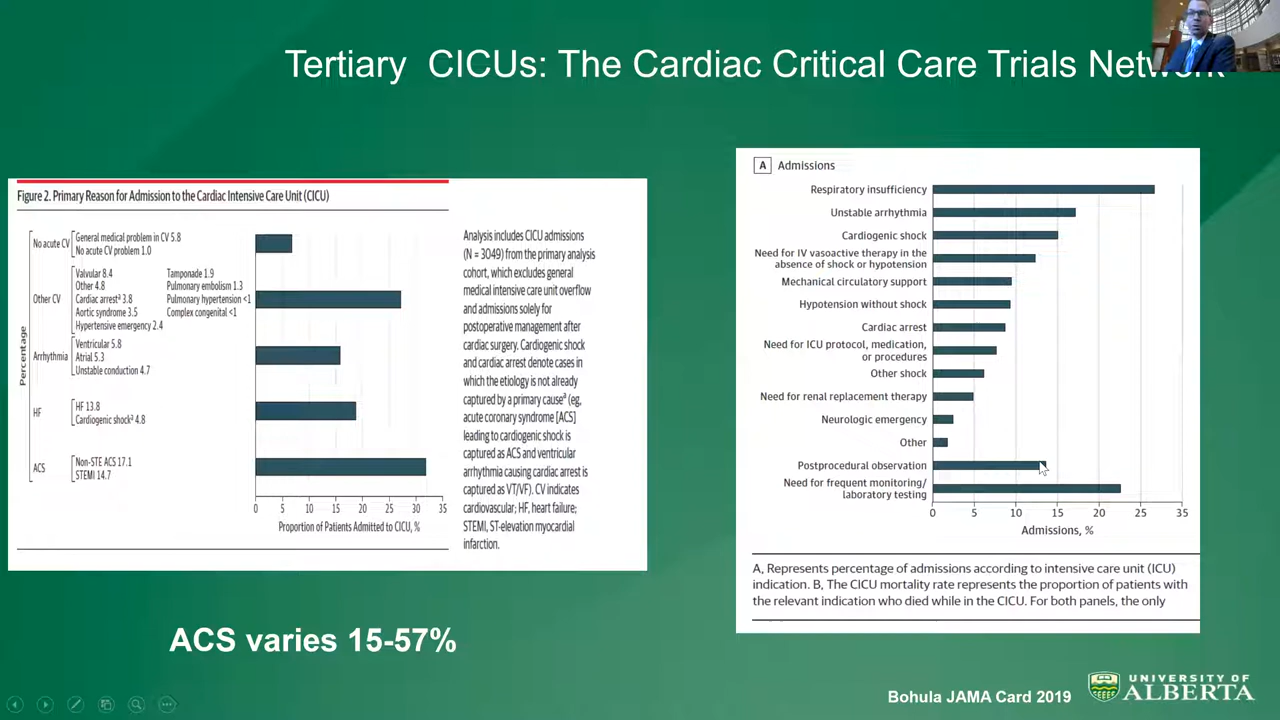 Tertiary CICUs: The Cardiac Critical Care Trials Network
Figure 2. Primary Reason for Admission to the Cardiac Intensive Care Unit (CICU)
Percentage
No acute CV
General medical problem in CV 5.8
No acute CV problem 1.0
Other CV
Valvular 8.4
Other 4.8
Cardiac arrestᵃ 3.8
Aortic syndrome 3.5
Hypertensive emergency 2.4
Tamponade 1.9
Pulmonary embolism 1.3
Pulmonary hypertension <1
Complex congenital <1
Arrhythmia
Ventricular 5.8
Atrial 5.3
Unstable conduction 4.7
HF
HF 13.8
Cardiogenic shockᵃ 4.8
ACS
Non-STE ACS 17.1
STEMI 14.7
0 5 10 15 20 25 30 35
Proportion of Patients Admitted to CICU, %
Analysis includes CICU admissions
(N = 3049) from the primary analysis
cohort, which excludes general
medical intensive care unit overflow
and admissions solely for
postoperative management after
cardiac surgery. Cardiogenic shock
and cardiac arrest denote cases in
which the etiology is not already
captured by a primary causeᵃ (eg,
acute coronary syndrome [ACS]
leading to cardiogenic shock is
captured as ACS and ventricular
arrhythmia causing cardiac arrest is
captured as VT/VF). CV indicates
cardiovascular; HF, heart failure;
STEMI, ST-elevation myocardial
infarction.
A Admissions
Respiratory insufficiency
Unstable arrhythmia
Cardiogenic shock
Need for IV vasoactive therapy in the
absence of shock or hypotension
Mechanical circulatory support
Hypotension without shock
Cardiac arrest
Need for ICU protocol, medication,
or procedures
Other shock
Need for renal replacement therapy
Neurologic emergency
Other
Postprocedural observation
Need for frequent monitoring/
laboratory testing
0 5 10 15 20 25 30 35
Admissions, %
A, Represents percentage of admissions according to intensive care unit (ICU)
indication. B, The CICU mortality rate represents the proportion of patients with
the relevant indication who died while in the CICU. For both panels, the only
ACS varies 15-57%
Bohula JAMA Card 2019
UNIVERSITY OF
ALBERTA